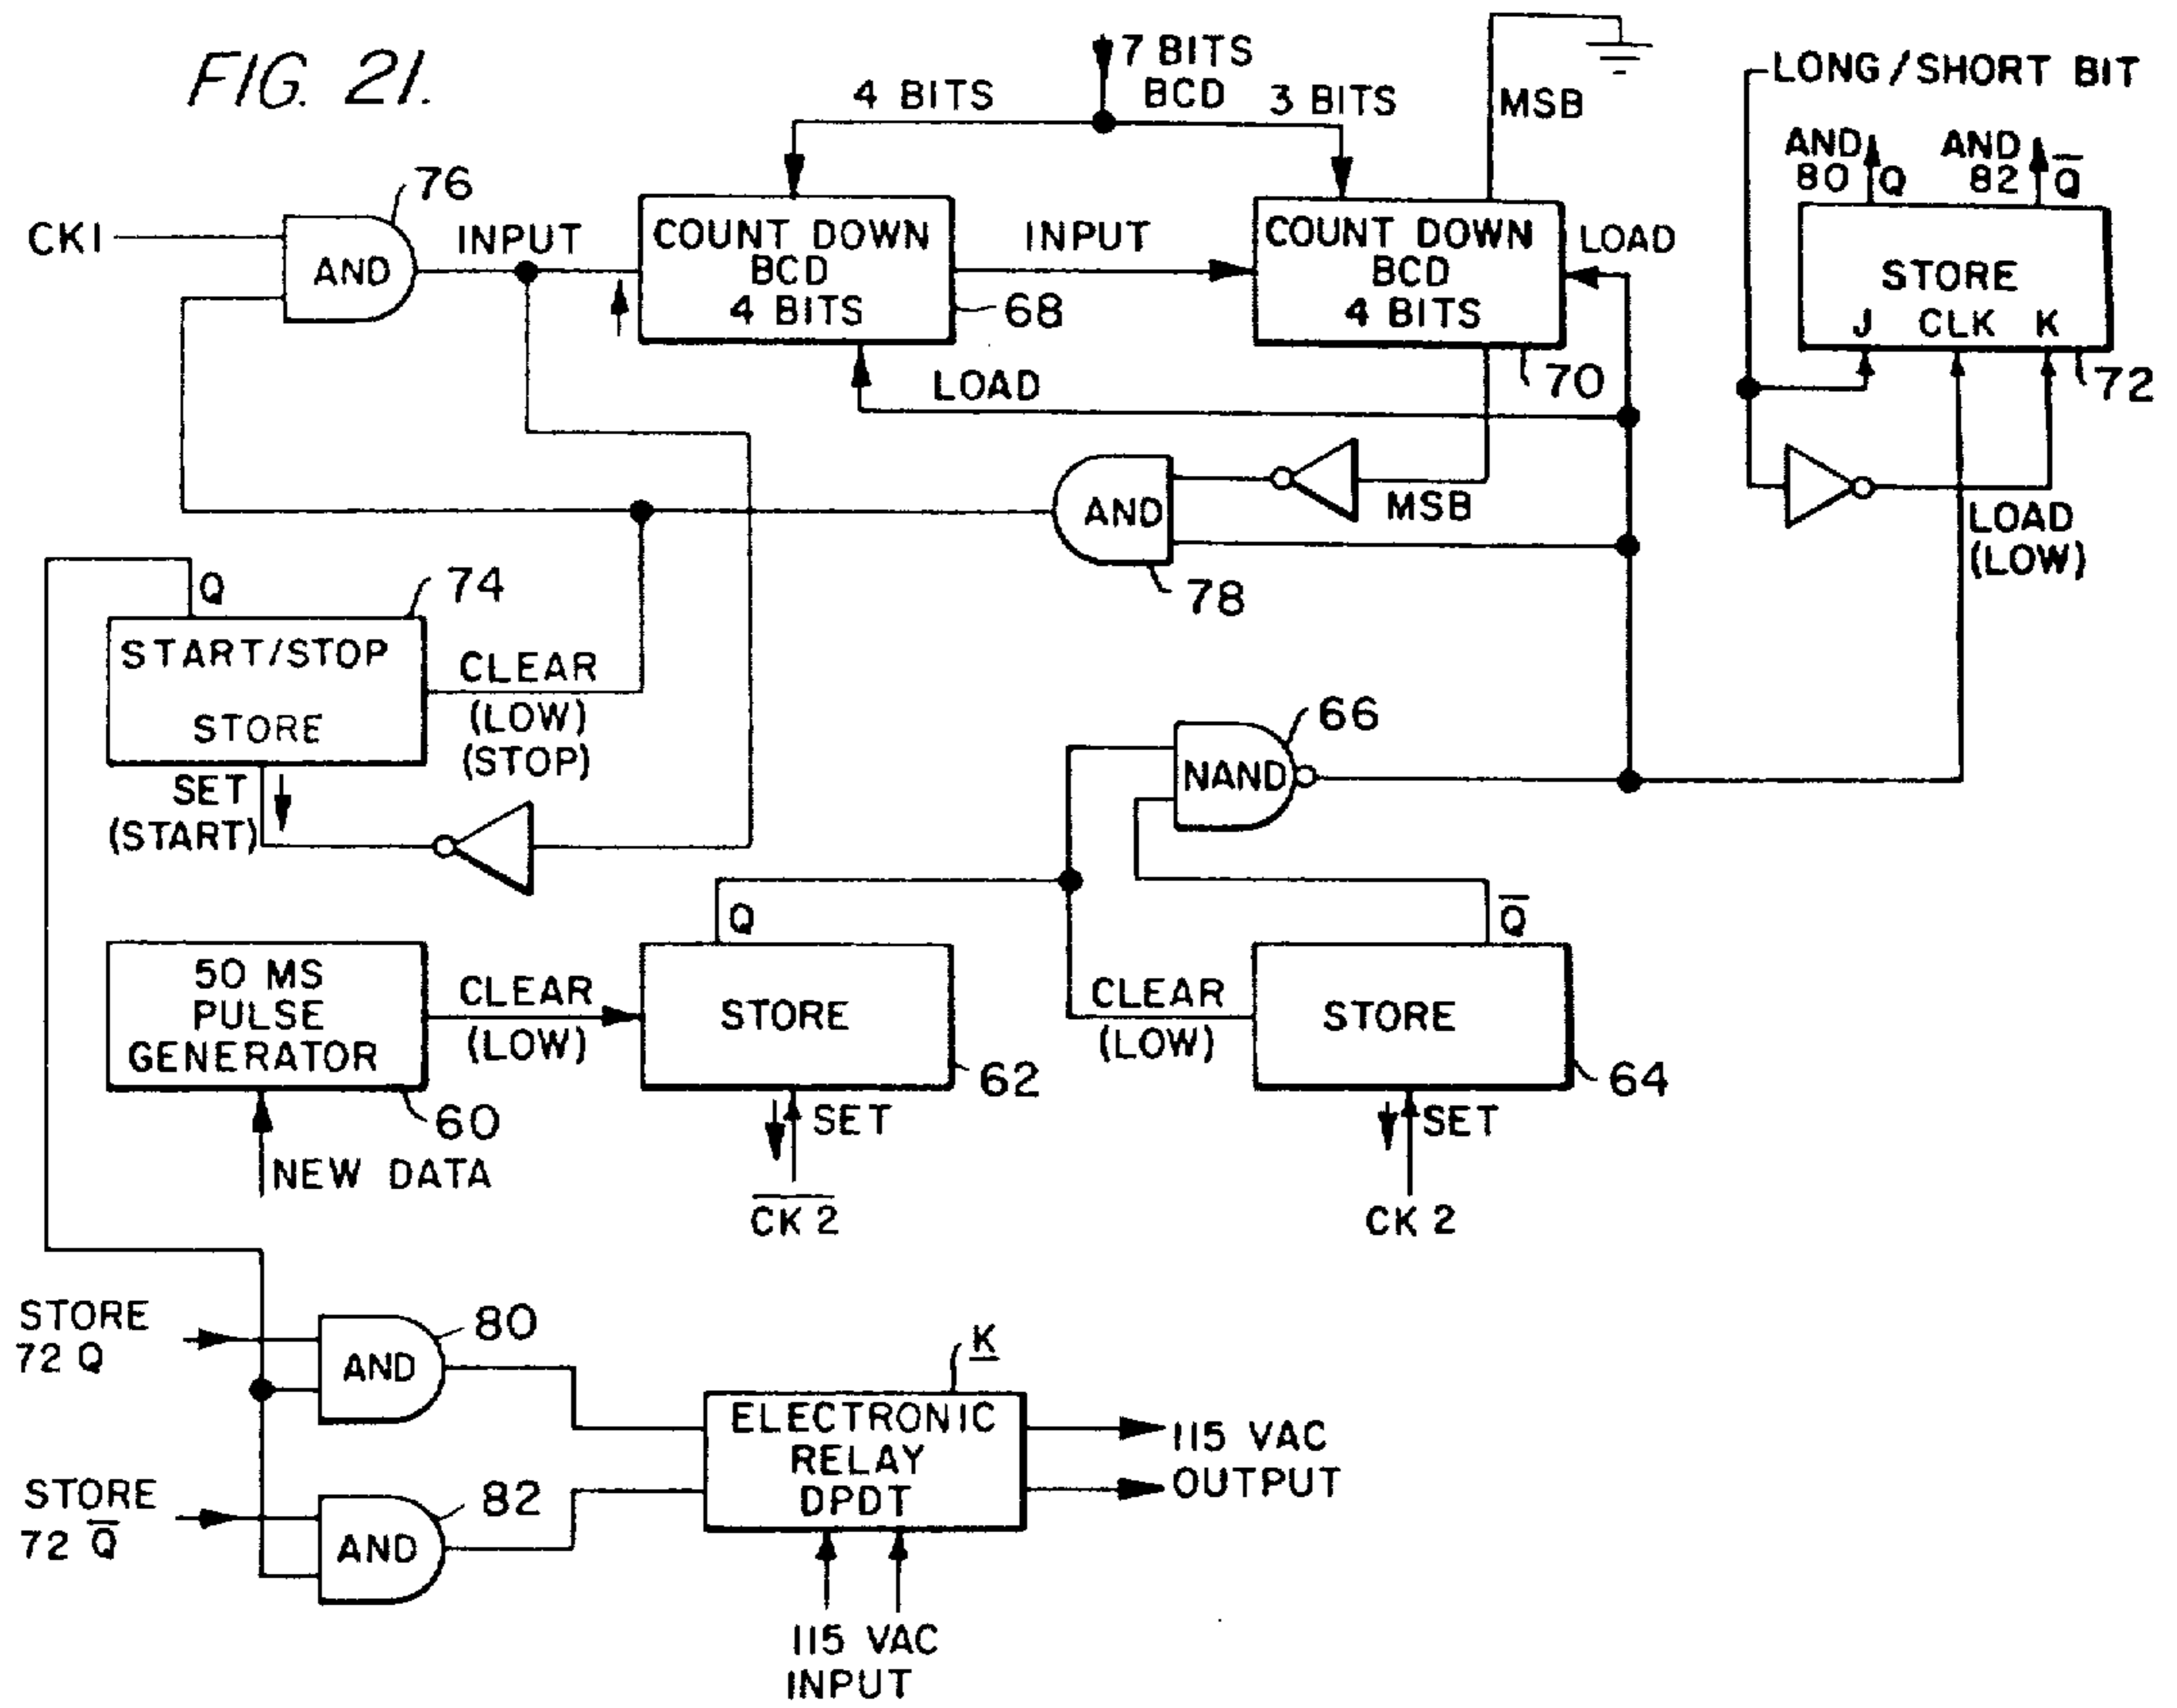 FIG. 21.
7 BITS
BCD
4 BITS
3 BITS
MSB
LONG/SHORT BIT
AND
80
Q
AND
82
Q̅
76
CK1
AND
INPUT
COUNT DOWN
BCD
4 BITS
68
INPUT
COUNT DOWN
BCD
4 BITS
70
LOAD
STORE
J CLK K
72
LOAD
MSB
AND
78
LOAD
(LOW)
Q
74
START/STOP
STORE
CLEAR
(LOW)
(STOP)
SET
(START)
66
NAND
Q
Q̅
50 MS
PULSE
GENERATOR
60
NEW DATA
CLEAR
(LOW)
STORE
62
SET
C̅K̅ ̅2̅
CLEAR
(LOW)
STORE
64
SET
CK 2
STORE
72 Q
80
AND
STORE
72 Q̅
82
AND
K
ELECTRONIC
RELAY
DPDT
115 VAC
OUTPUT
115 VAC
INPUT